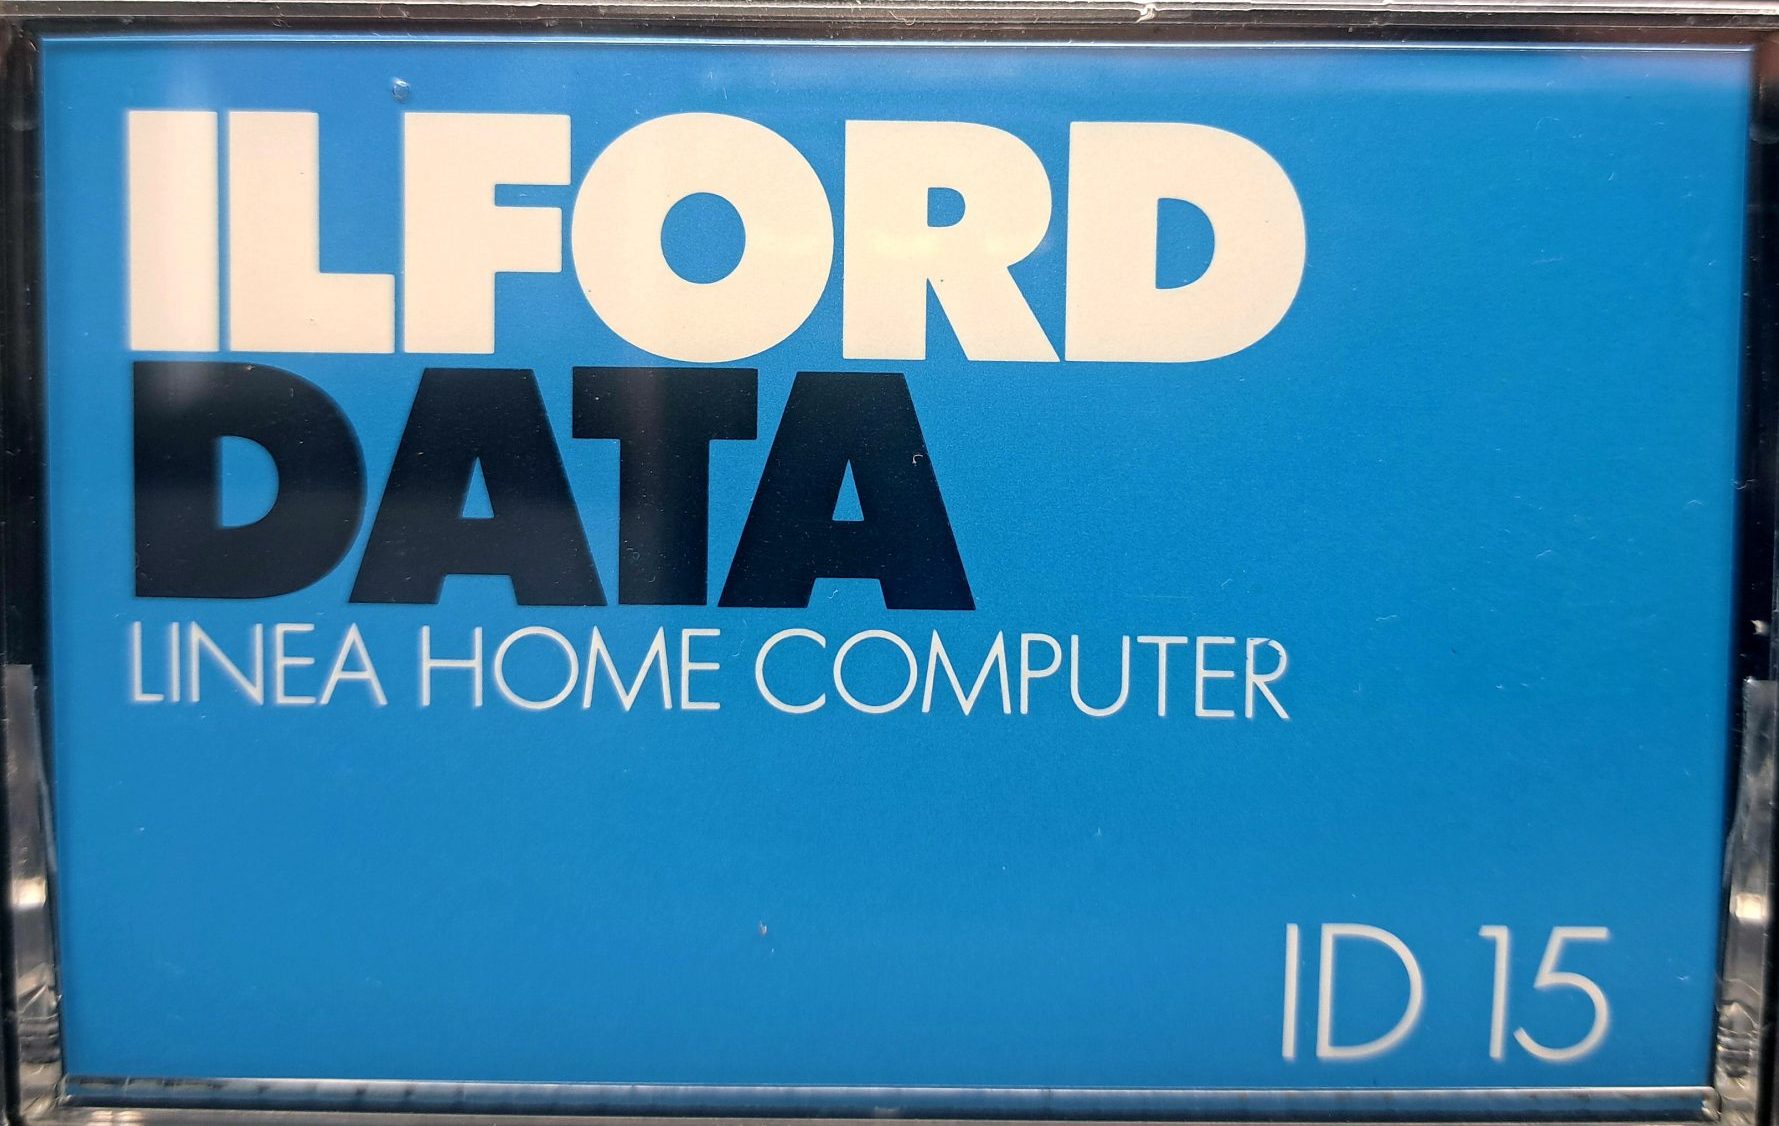 ILFORD
DATA
LINEA HOME COMPUTER
ID 15